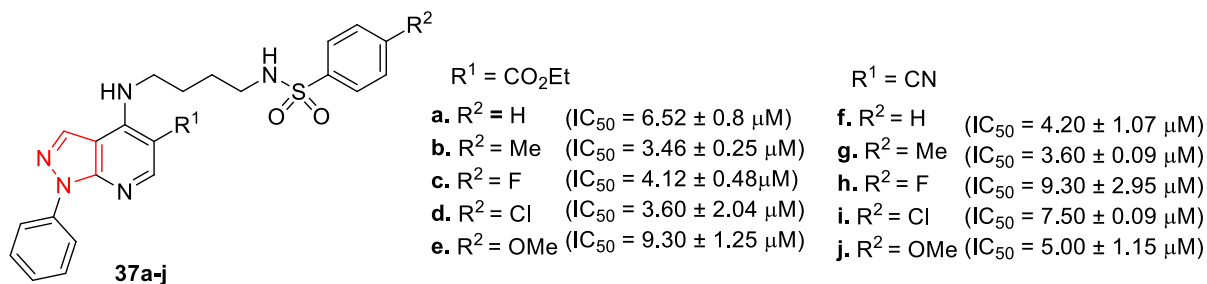 R²
HN
H
N
S
O O
HN
R¹
N
N
N
37a-j
R¹ = CO₂Et
a. R² = H (IC₅₀ = 6.52 ± 0.8 μM)
b. R² = Me (IC₅₀ = 3.46 ± 0.25 μM)
c. R² = F (IC₅₀ = 4.12 ± 0.48μM)
d. R² = Cl (IC₅₀ = 3.60 ± 2.04 μM)
e. R² = OMe (IC₅₀ = 9.30 ± 1.25 μM)
R¹ = CN
f. R² = H (IC₅₀ = 4.20 ± 1.07 μM)
g. R² = Me (IC₅₀ = 3.60 ± 0.09 μM)
h. R² = F (IC₅₀ = 9.30 ± 2.95 μM)
i. R² = Cl (IC₅₀ = 7.50 ± 0.09 μM)
j. R² = OMe (IC₅₀ = 5.00 ± 1.15 μM)